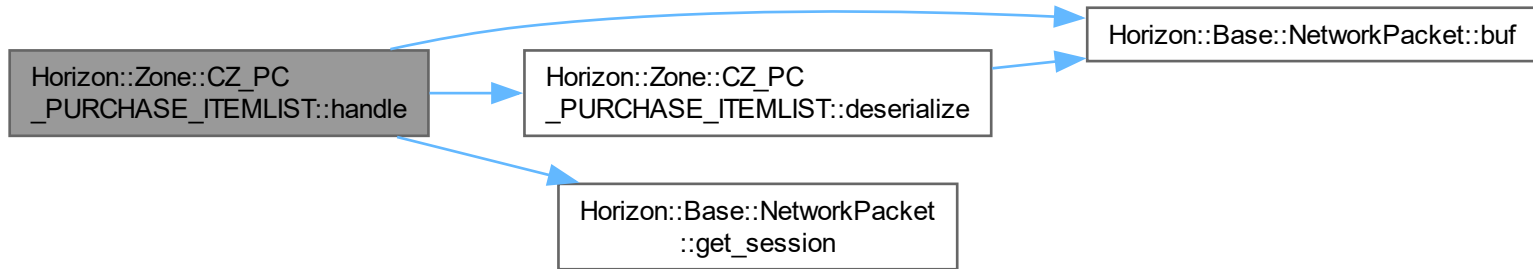 Horizon::Zone::CZ_PC
_PURCHASE_ITEMLIST::handle
Horizon::Zone::CZ_PC
_PURCHASE_ITEMLIST::deserialize
Horizon::Base::NetworkPacket::buf
Horizon::Base::NetworkPacket
::get_session